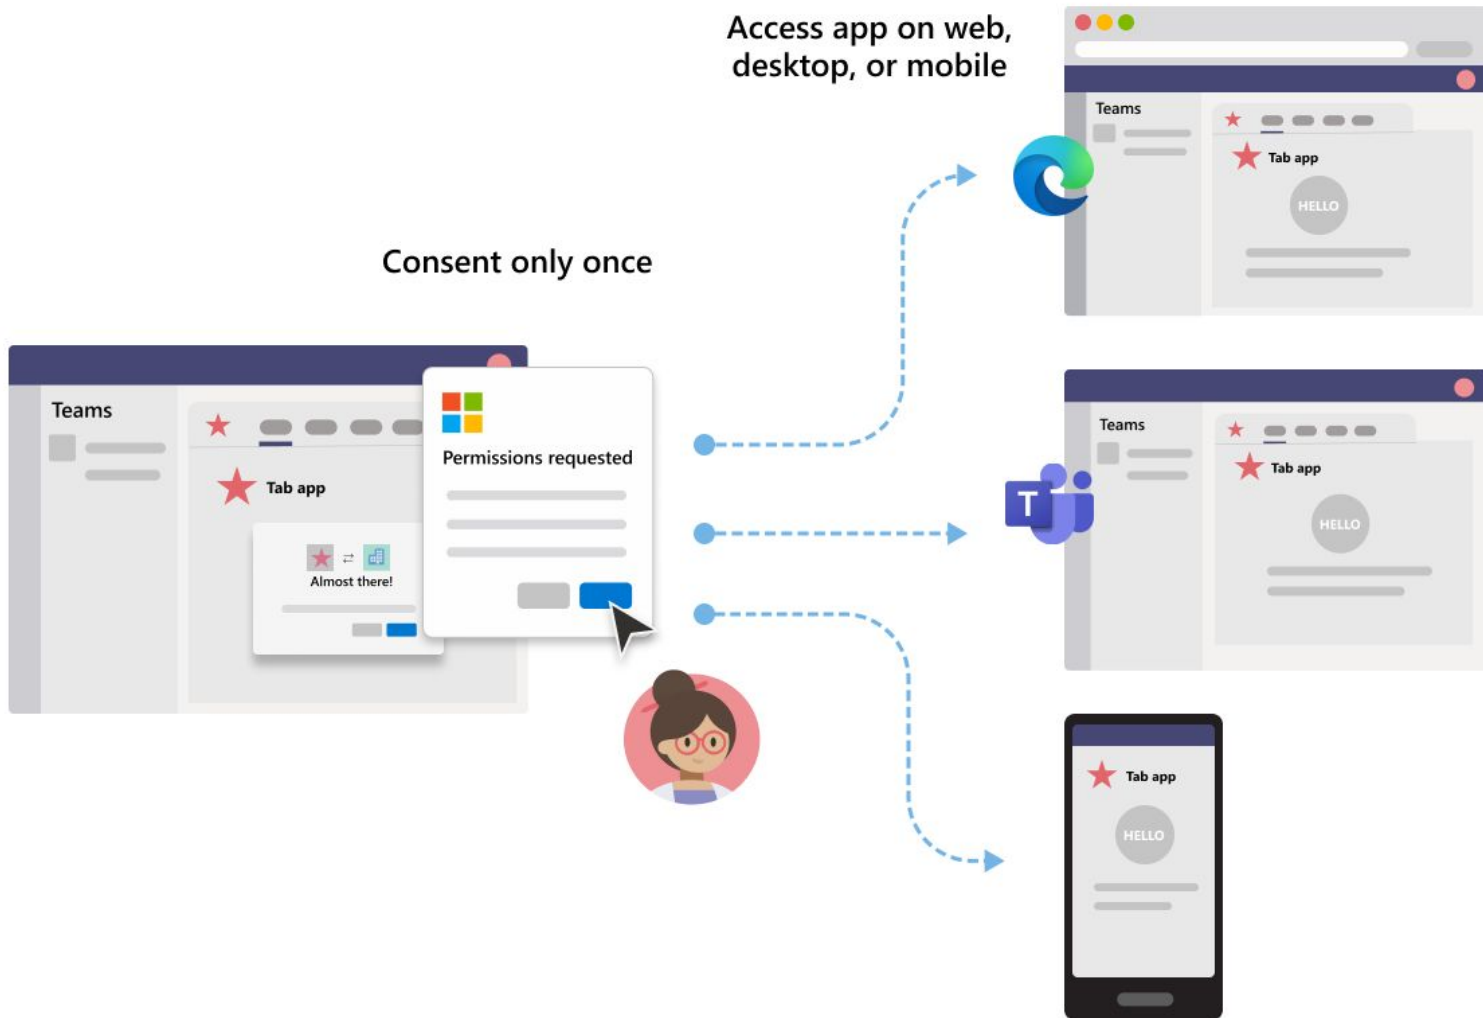 Access app on web,
desktop, or mobile
Consent only once
Teams
Tab app
Almost there!
Permissions requested
Teams
Tab app
HELLO
T
Teams
Tab app
HELLO
Tab app
HELLO